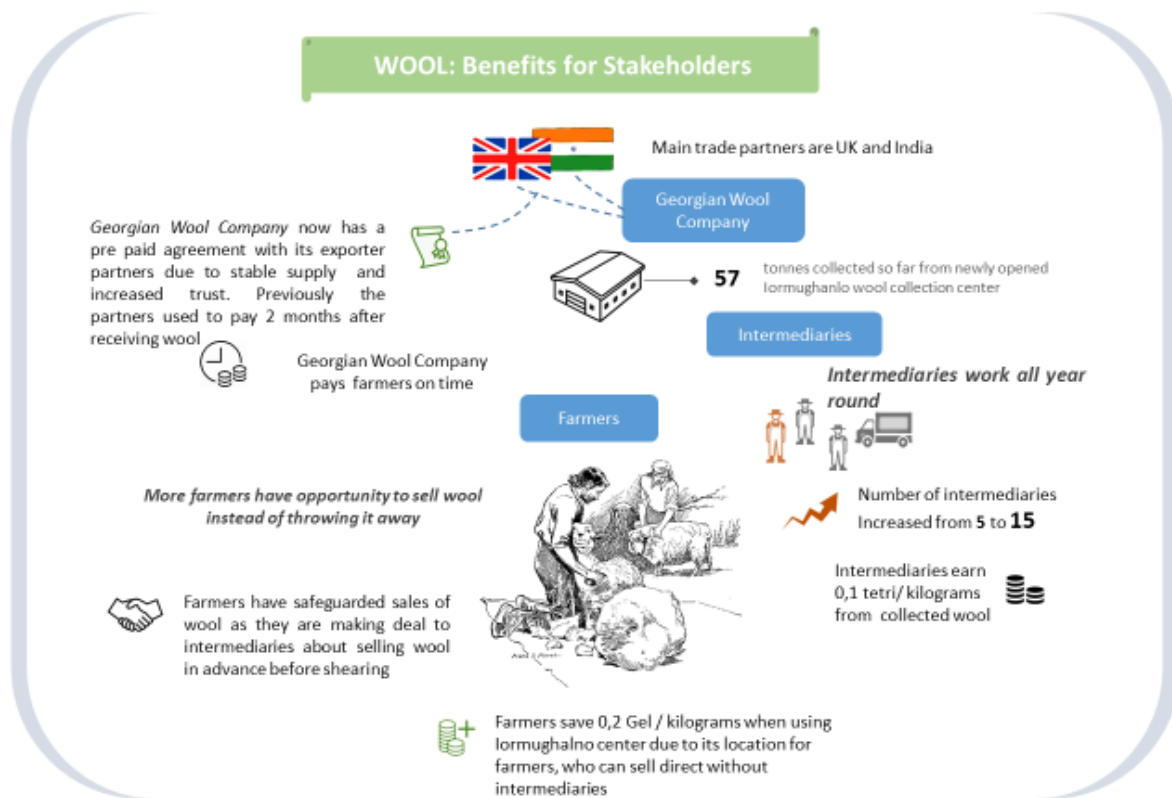 WOOL: Benefits for Stakeholders
Main trade partners are UK and India
Georgian Wool
Company
Georgian Wool Company now has a
pre paid agreement with its exporter
partners due to stable supply and
increased trust. Previously the
partners used to pay 2 months after
receiving wool
57 tonnes collected so far from newly opened
Iormughanlo wool collection center
Intermediaries
Georgian Wool Company
pays farmers on time
Intermediaries work all year
round
Farmers
More farmers have opportunity to sell wool
instead of throwing it away
Number of intermediaries
Increased from 5 to 15
Intermediaries earn
0,1 tetri/ kilograms
from collected wool
Farmers have safeguarded sales of
wool as they are making deal to
intermediaries about selling wool
in advance before shearing
Farmers save 0,2 Gel / kilograms when using
Iormughalno center due to its location for
farmers, who can sell direct without
intermediaries